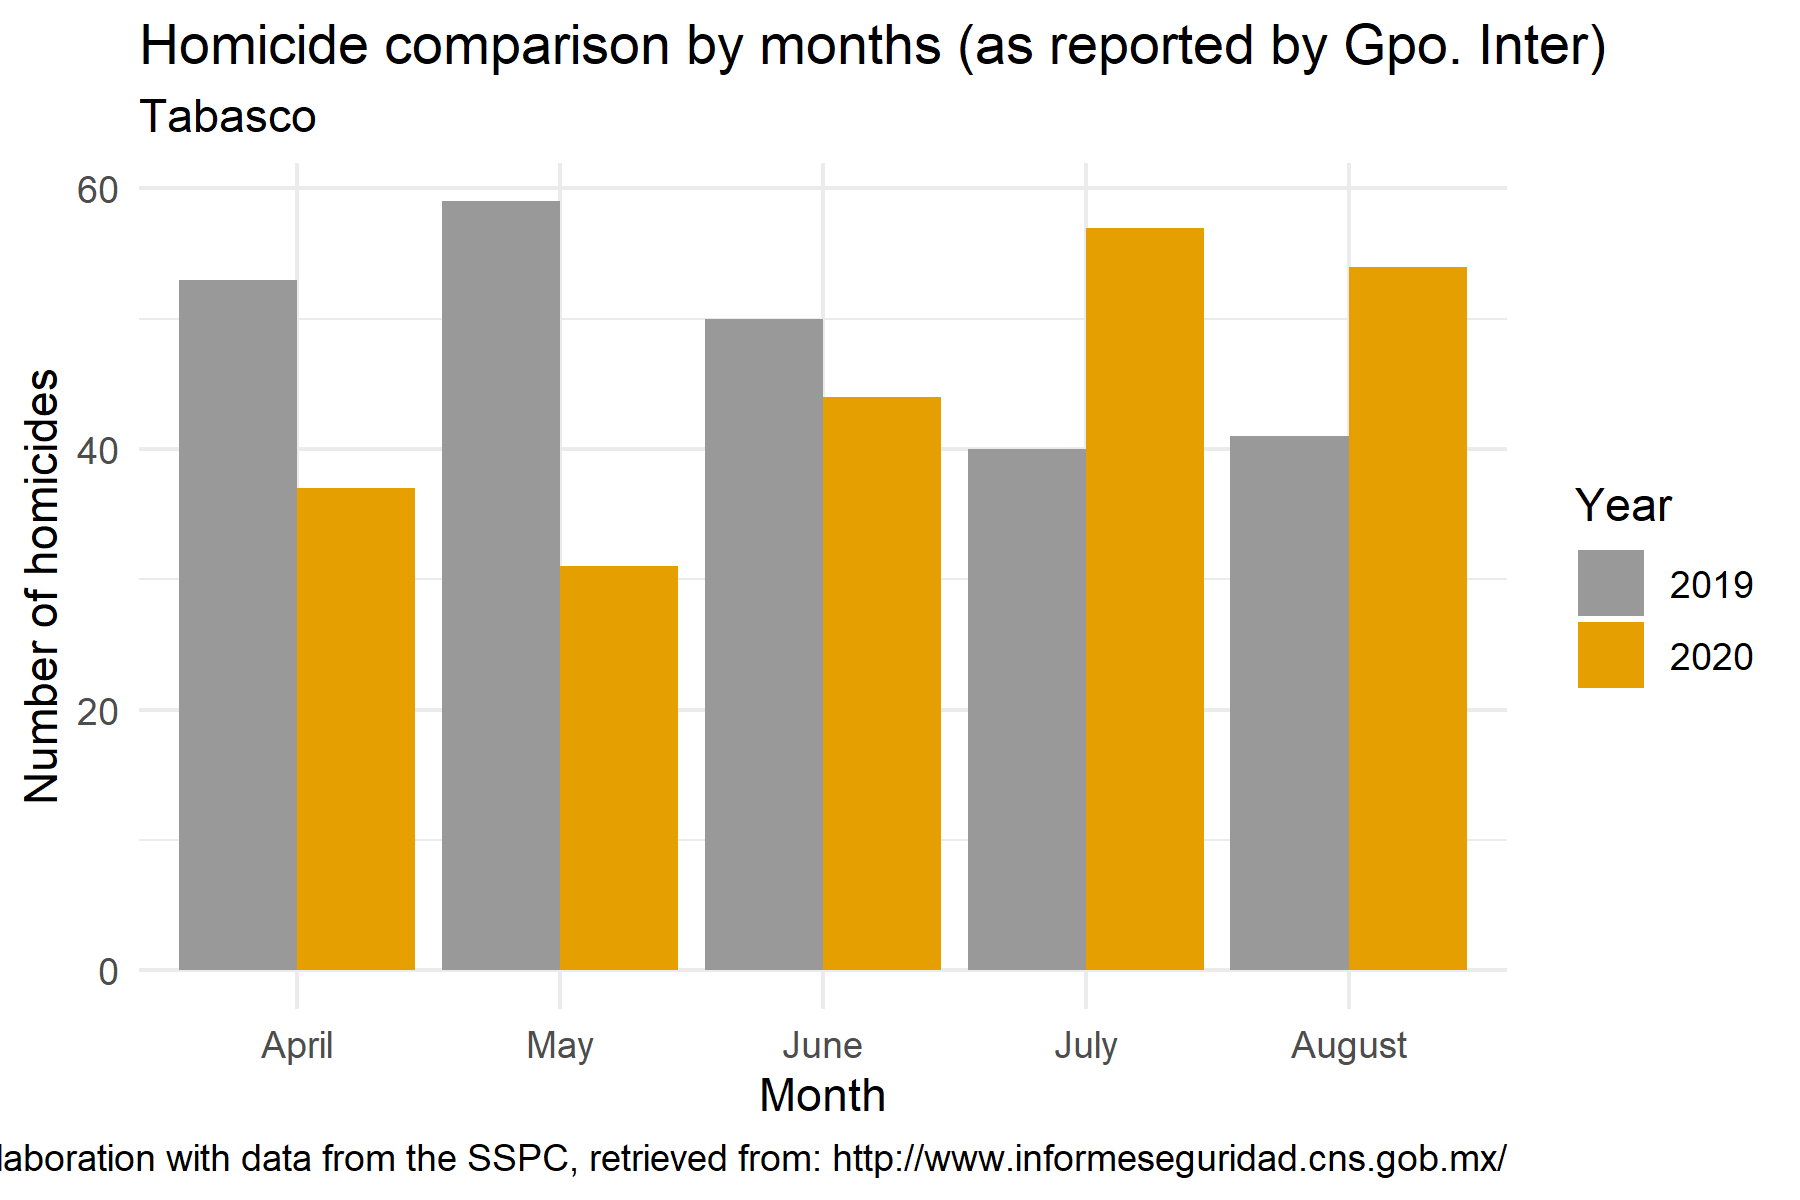 Homicide comparison by months (as reported by Gpo. Inter)
Tabasco
60
40
20
0
Number of homicides
April May June July August
Month
Year
2019
2020
laboration with data from the SSPC, retrieved from: http://www.informeseguridad.cns.gob.mx/